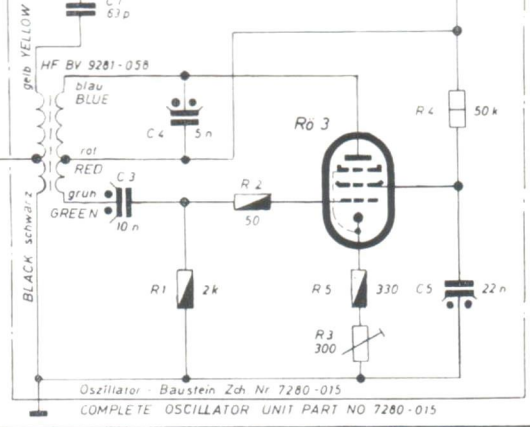 C1
63p
gelb YELLOW
HF BV 9281-058
blau
BLUE
C4
5n
rot
RED
C3
grün
GREEN
10n
R2
50
Rö 3
R4
50k
BLACK schwarz
R1
2k
R5
330
C5
22n
R3
300
Oszillator - Baustein Zch. Nr 7280-015
COMPLETE OSCILLATOR UNIT PART NO 7280-015